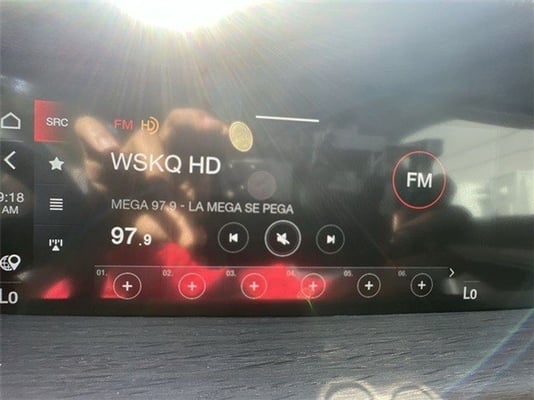 SRC
FM HD
WSKQ HD
FM
MEGA 97.9 - LA MEGA SE PEGA
9:18
AM
97.9
01. 02. 03. 04. 05. 06.
Lo Lo